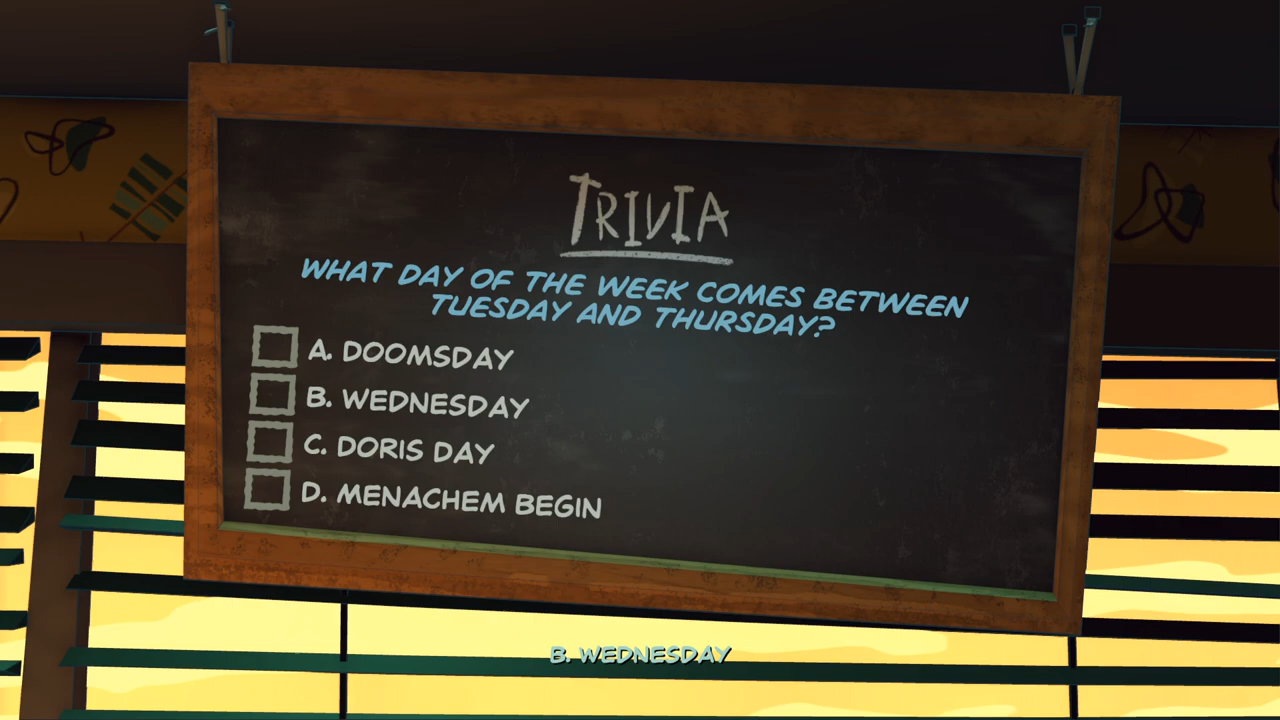 TRIVIA
WHAT DAY OF THE WEEK COMES BETWEEN
TUESDAY AND THURSDAY?
A. DOOMSDAY
B. WEDNESDAY
C. DORIS DAY
D. MENACHEM BEGIN
B. WEDNESDAY